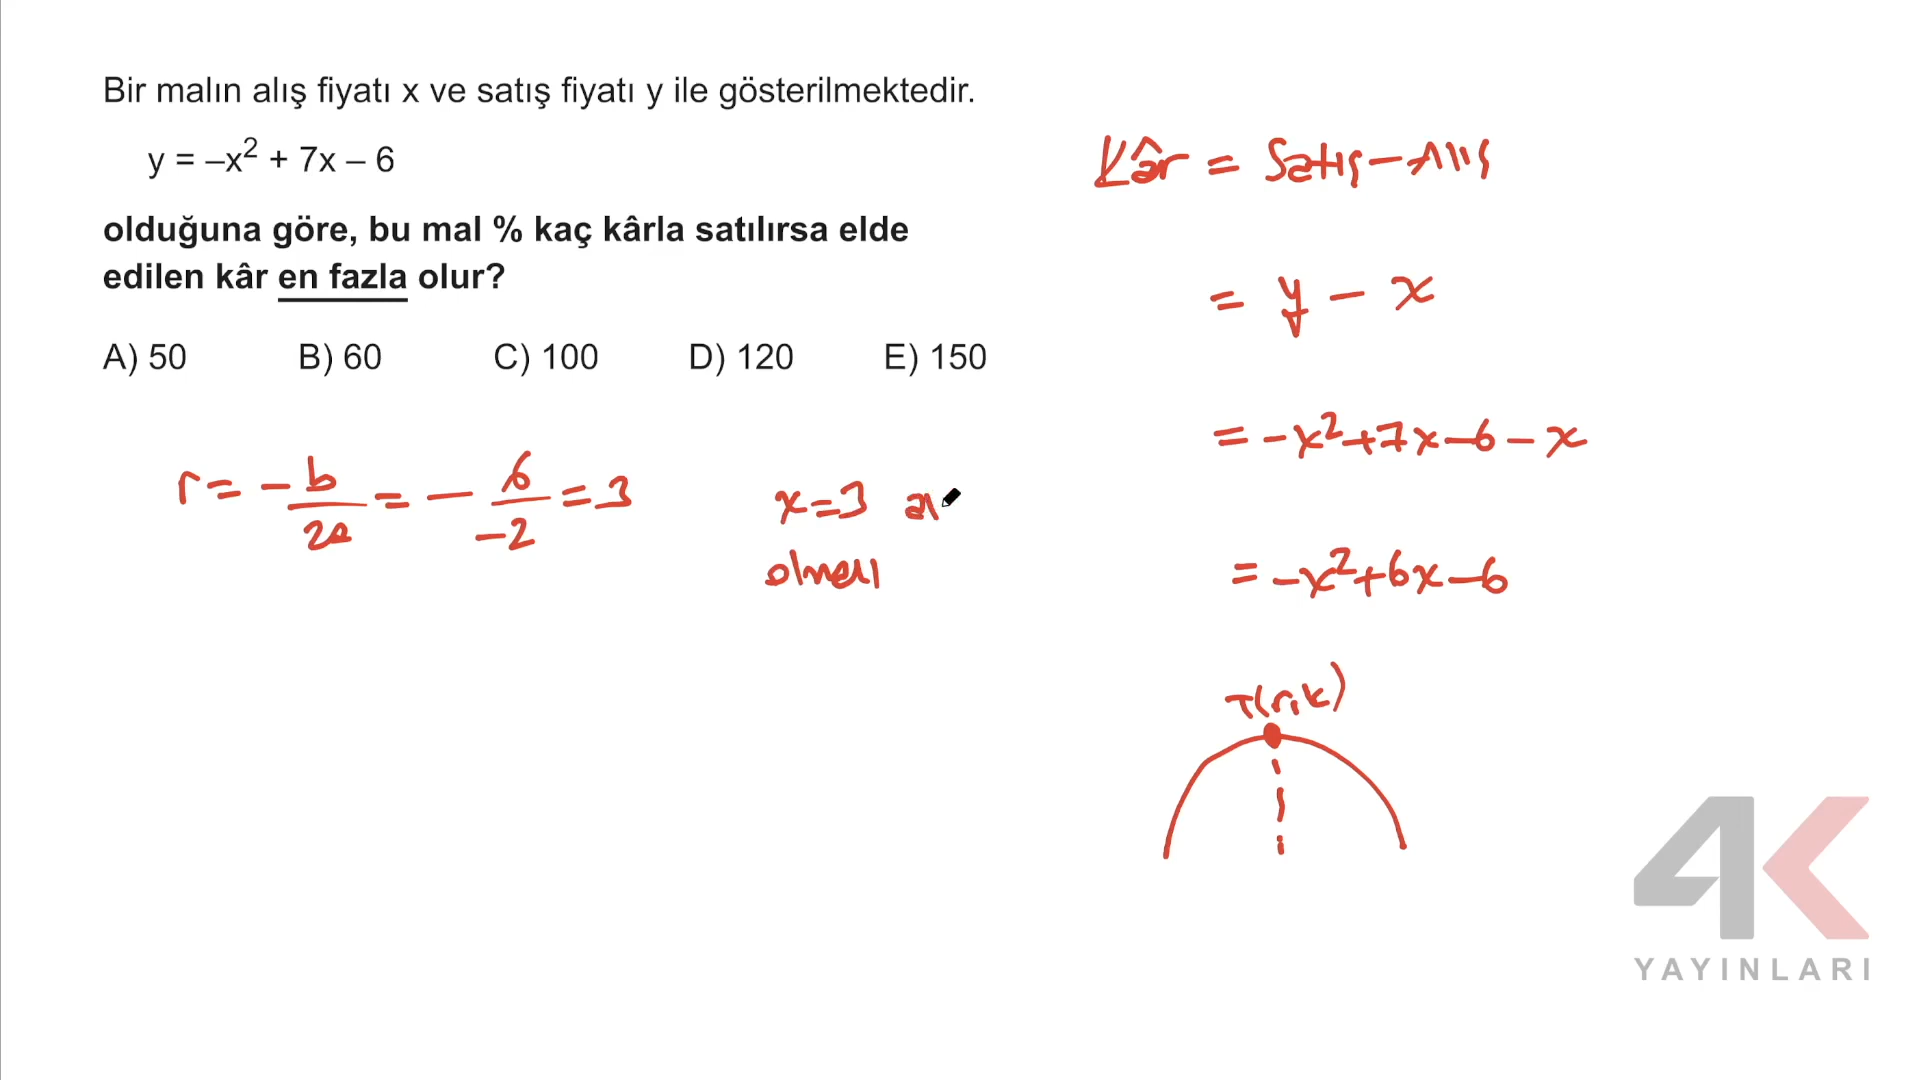 Bir malın alış fiyatı x ve satış fiyatı y ile gösterilmektedir.
y = –x² + 7x – 6
olduğuna göre, bu mal % kaç kârla satılırsa elde
edilen kâr en fazla olur?
A) 50 B) 60 C) 100 D) 120 E) 150
r = -b/2a = - 6/-2 = 3
x = 3 al
olmalı
Kâr = Satış - Alış
= y - x
= -x² + 7x - 6 - x
= -x² + 6x - 6
T(r,k)
4K
YAYINLARI